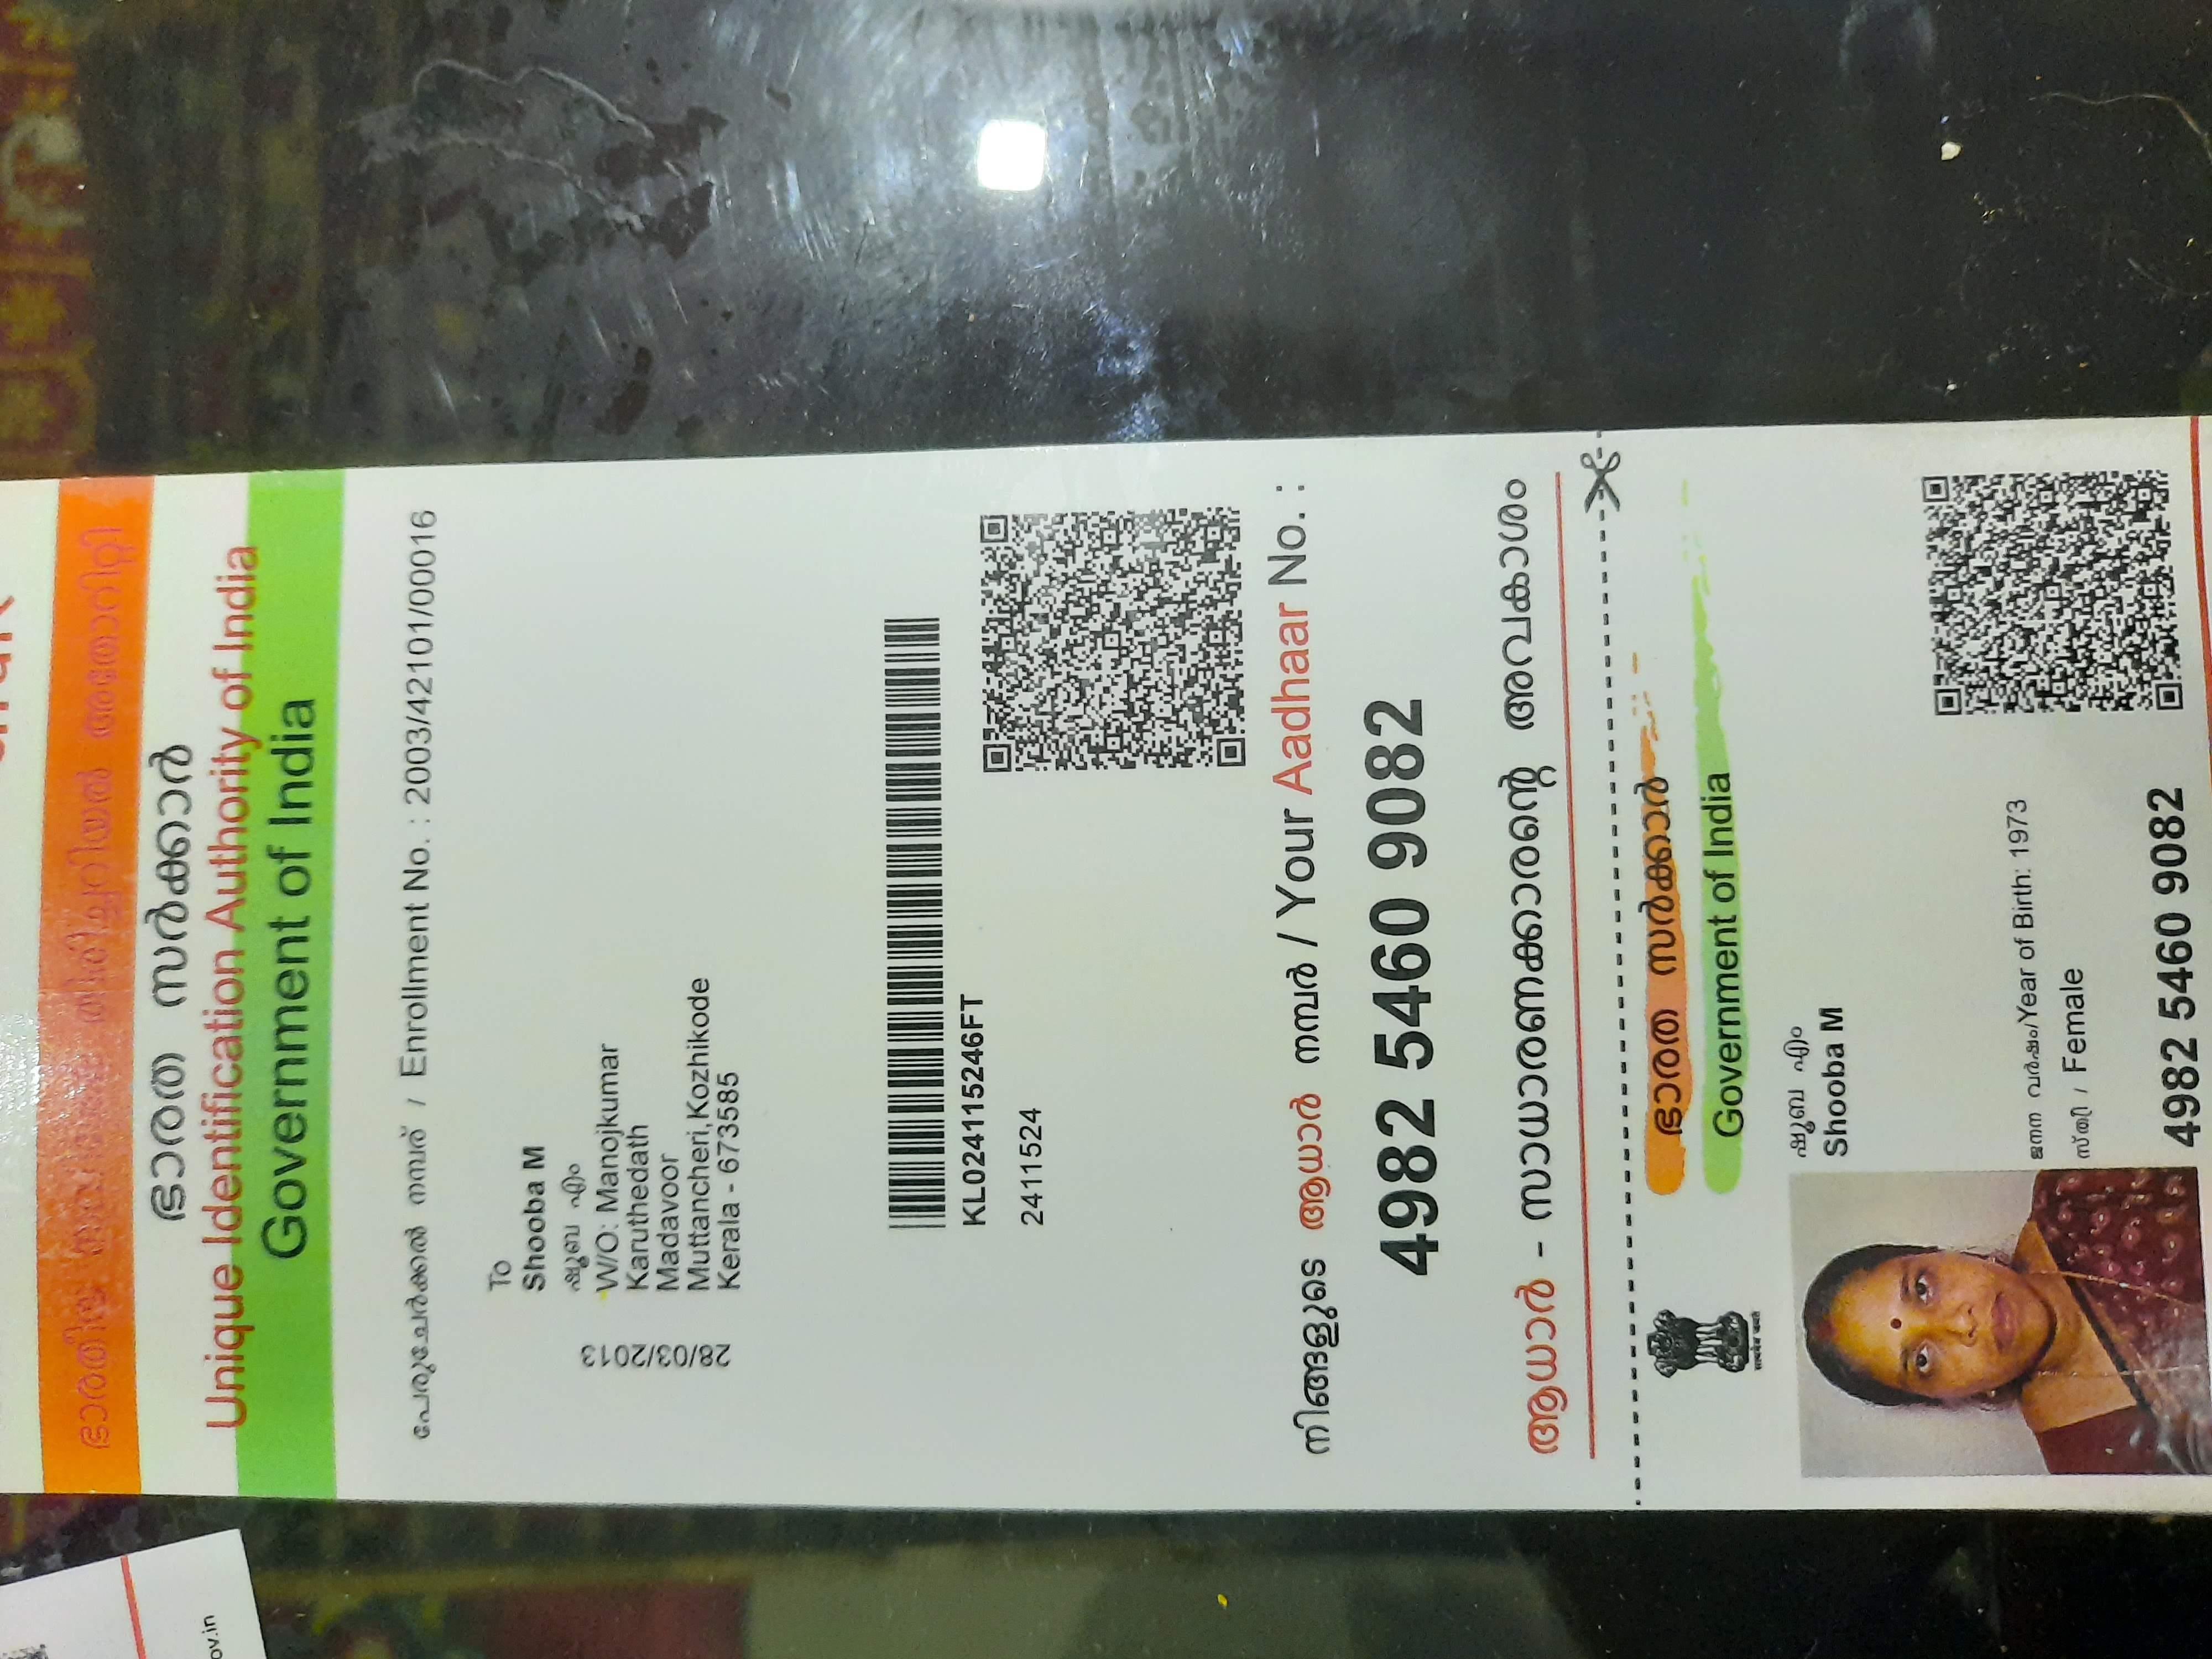 ഭാരതീയ സവിശേഷ തിരിച്ചറിയൽ അതോറിറ്റി
ഭാരത സർക്കാർ
Unique Identification Authority of India
Government of India
പേരുചേർക്കൽ നമ്പര് / Enrollment No. : 2003/42101/00016
To
Shooba M
ഷൂബ എം
W/O: Manojkumar
Karuthedath
Madavoor
Muttancheri,Kozhikode
Kerala - 673585
28/03/2013
KL024115246FT
2411524
നിങ്ങളുടെ ആധാർ നമ്പർ / Your Aadhaar No. :
4982 5460 9082
ആധാർ - സാധാരണക്കാരന്റെ അവകാശം
ഭാരത സർക്കാർ
Government of India
सत्यमेव जयते
ഷൂബ എം
Shooba M
ജനന വർഷം/Year of Birth: 1973
സ്ത്രീ / Female
4982 5460 9082
ov.in